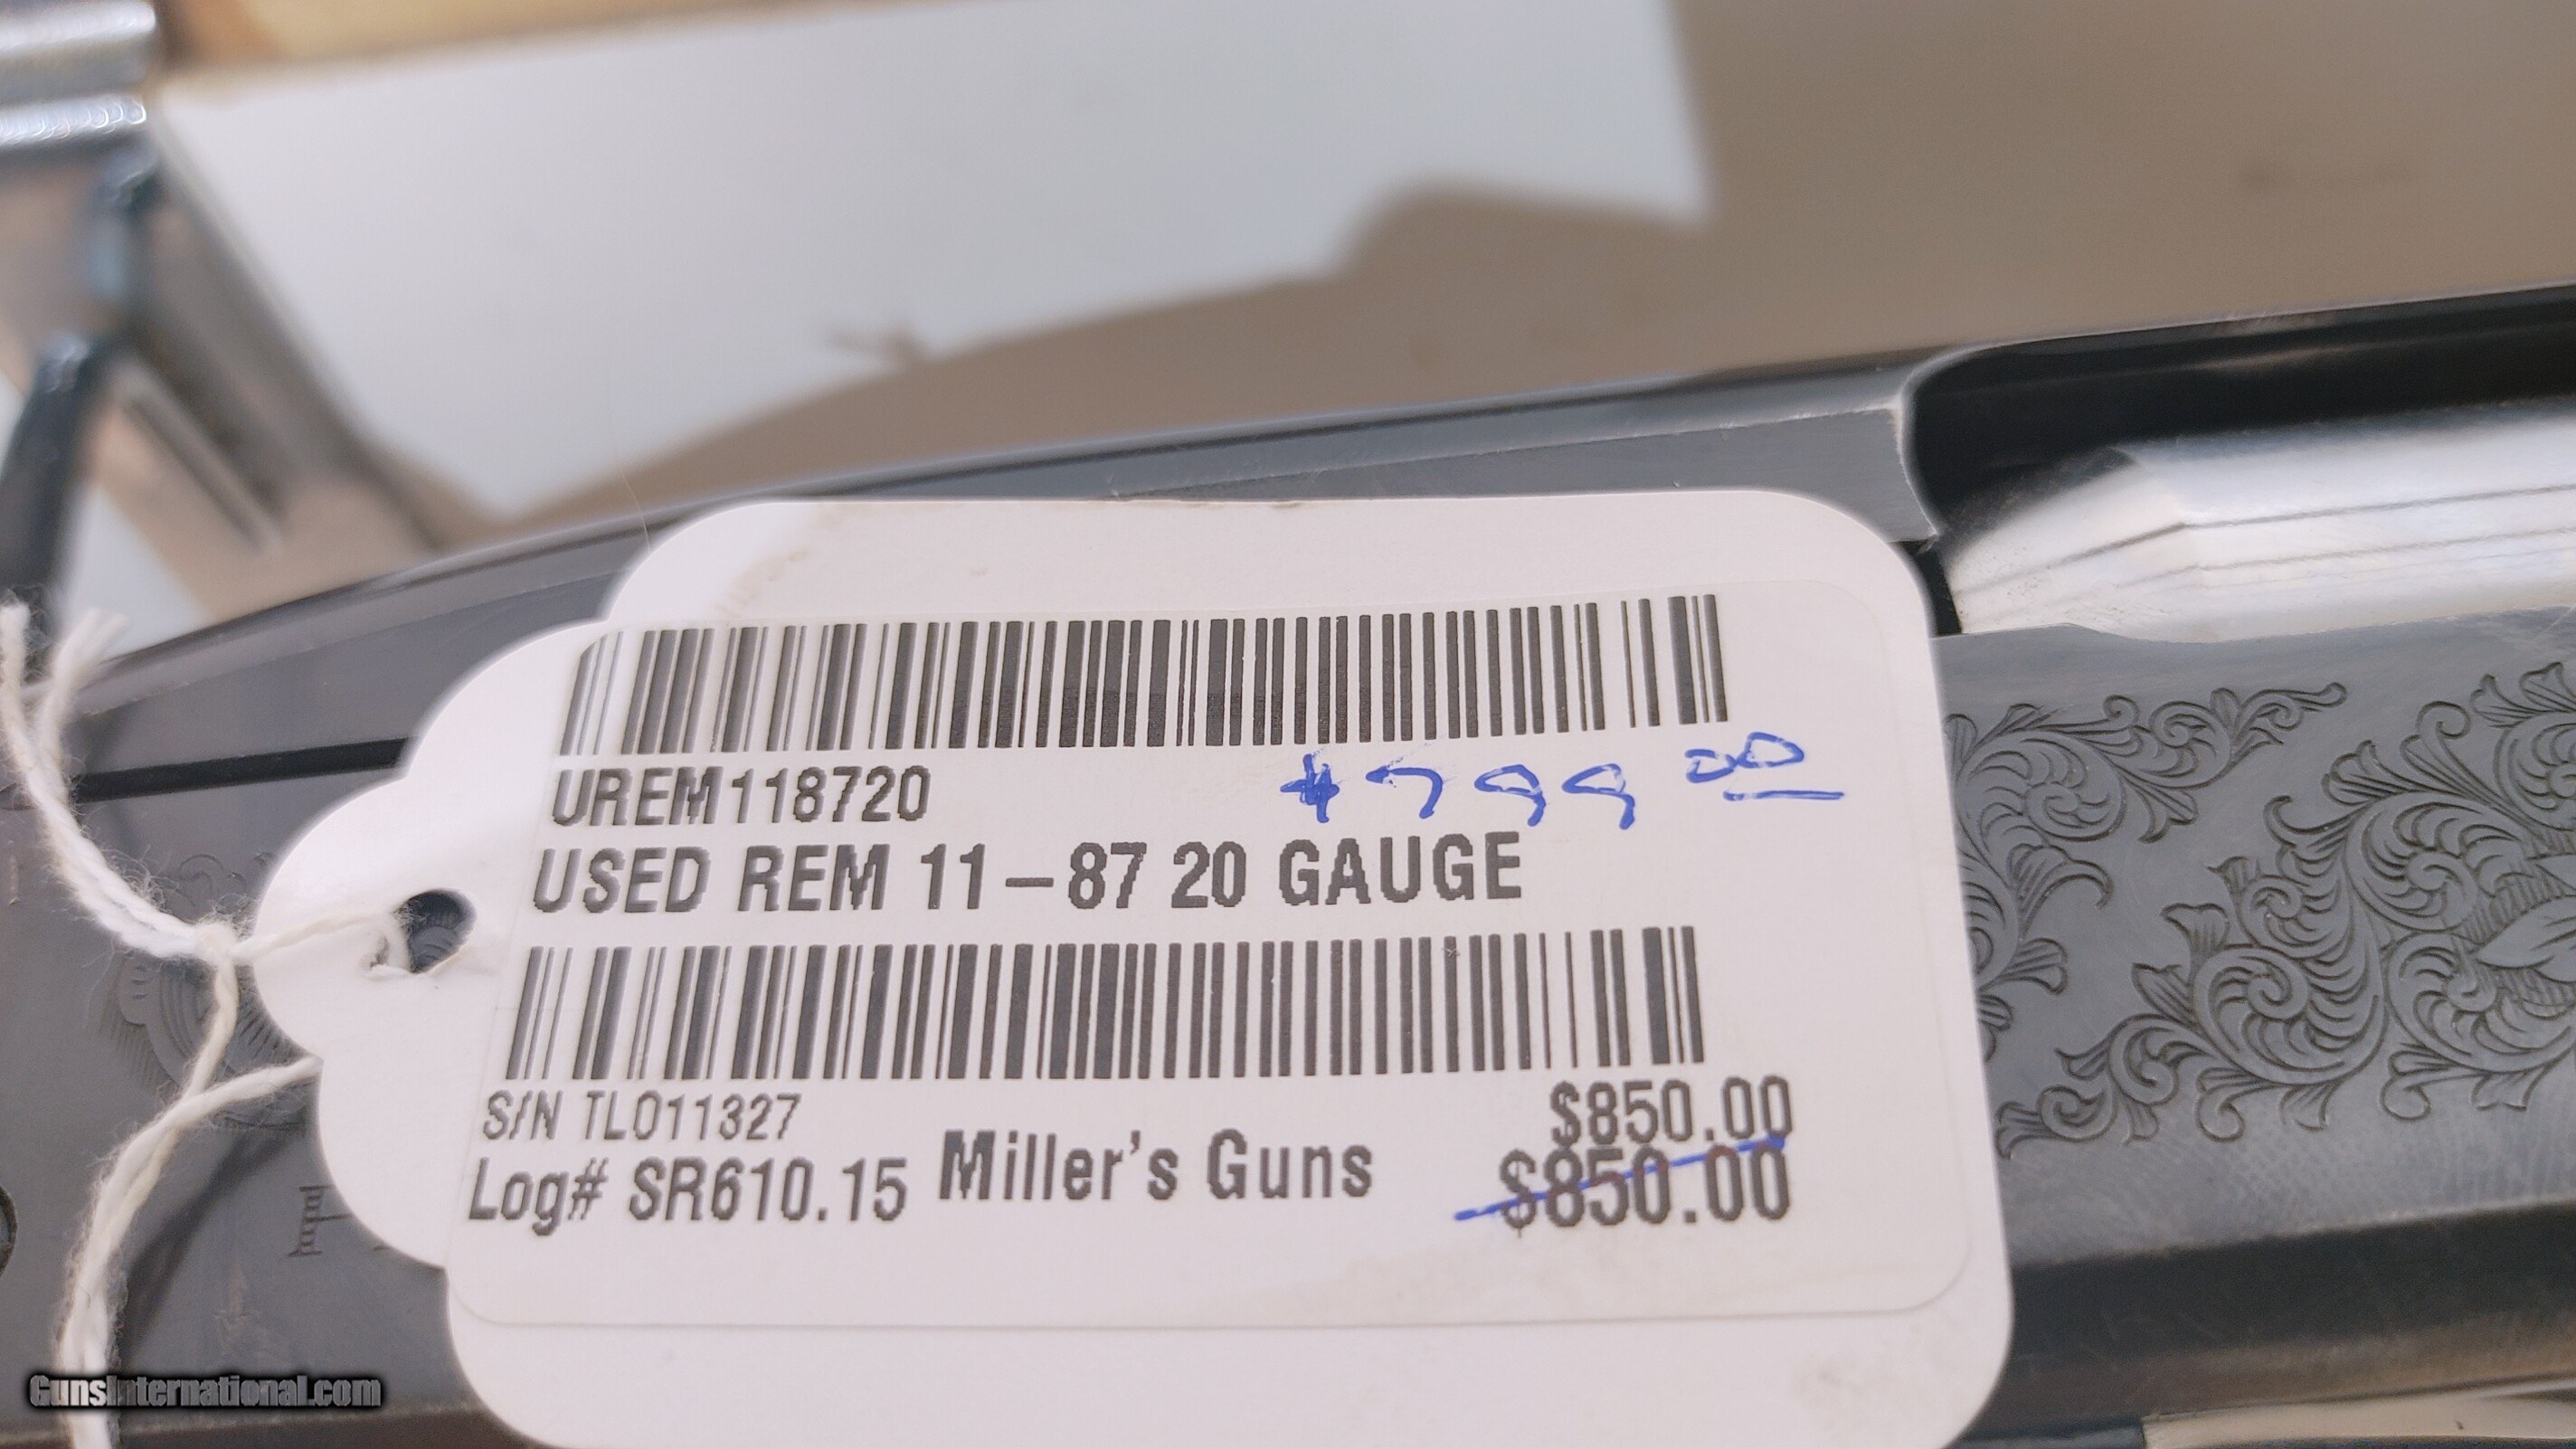 UREM118720
$799.00
USED REM 11-87 20 GAUGE
S/N TL011327
$850.00
Log# SR610.15
Miller's Guns
$850.00
GunsInternational.com